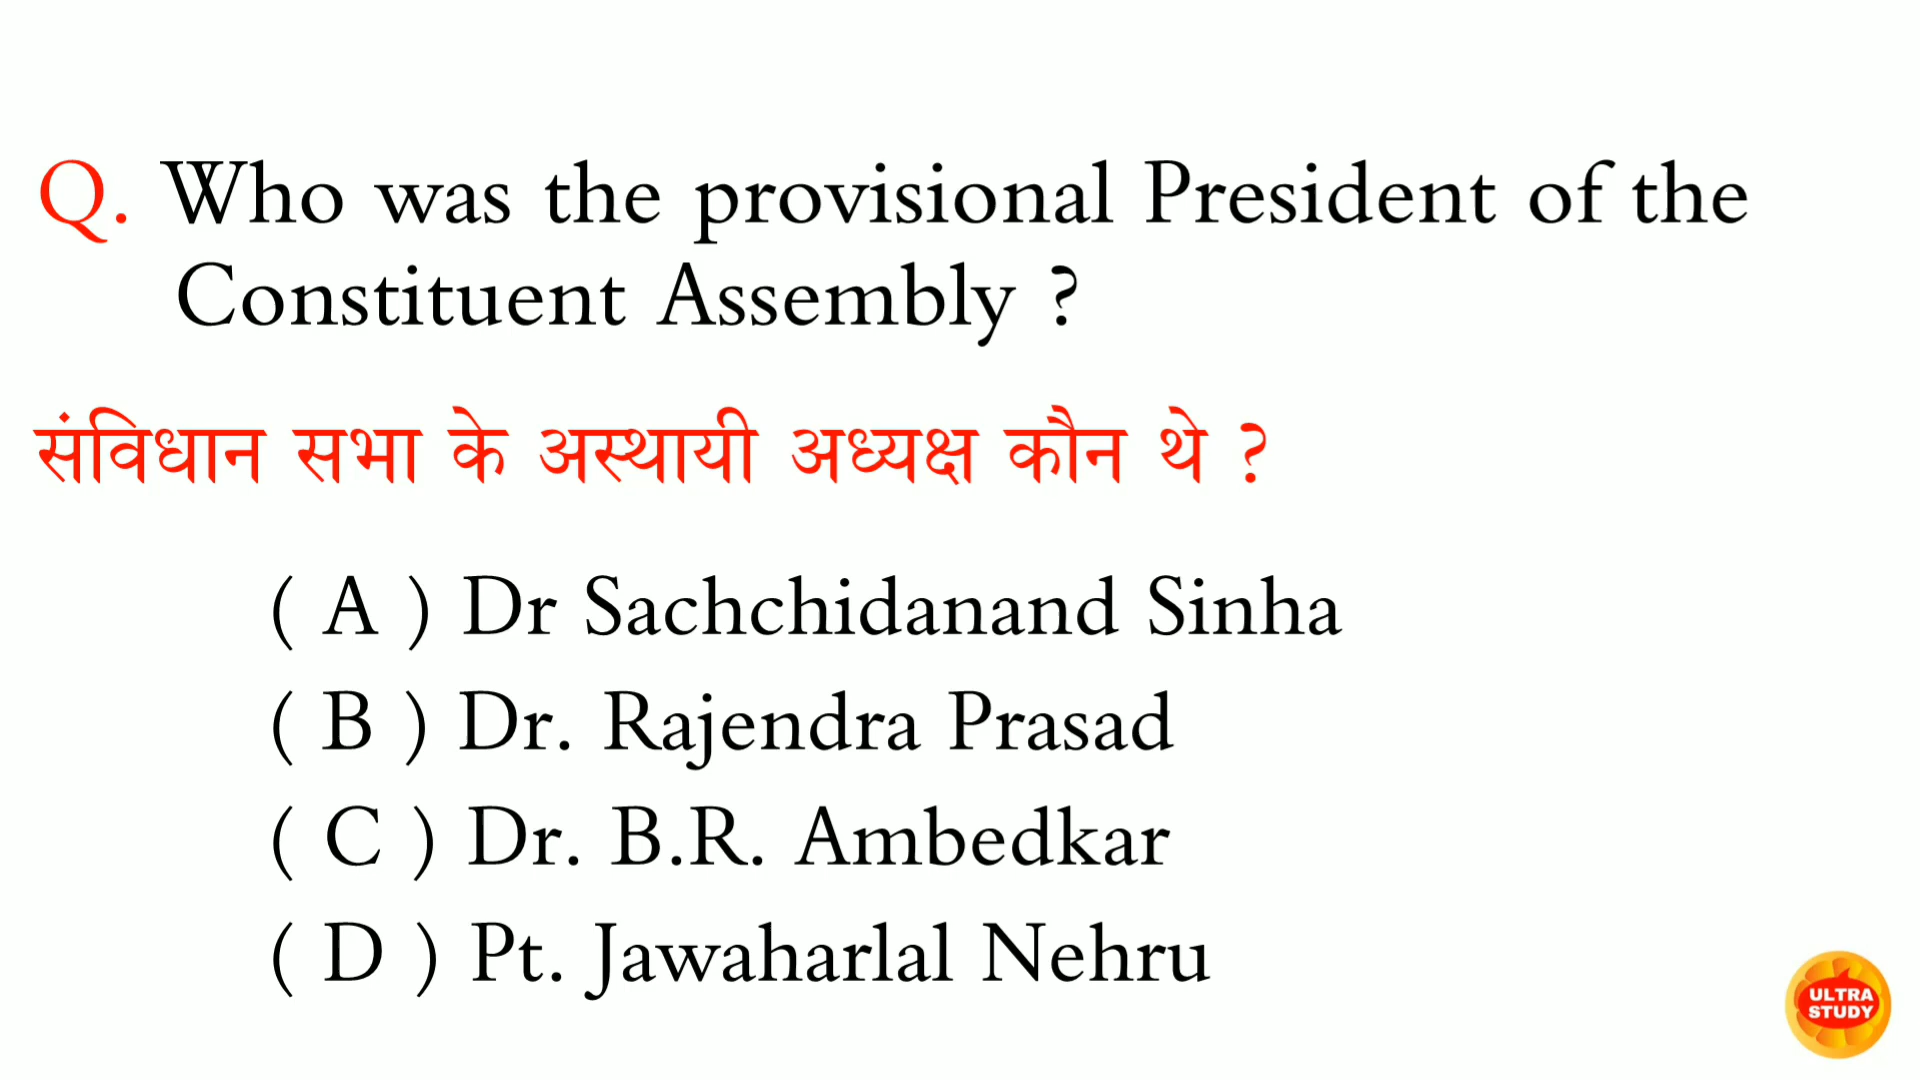 Q. Who was the provisional President of the
Constituent Assembly ?
संविधान सभा के अस्थायी अध्यक्ष कौन थे ?
( A ) Dr Sachchidanand Sinha
( B ) Dr. Rajendra Prasad
( C ) Dr. B.R. Ambedkar
( D ) Pt. Jawaharlal Nehru
ULTRA
STUDY